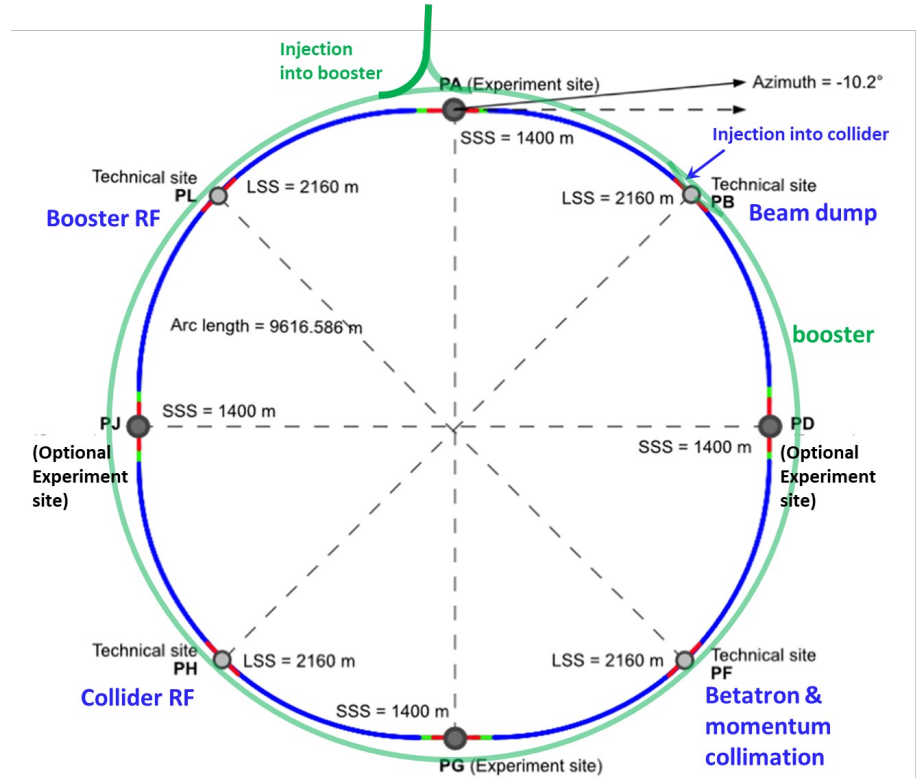 Injection
into booster
PA (Experiment site)
Azimuth = -10.2°
SSS = 1400 m
Injection into collider
Technical site
PL
LSS = 2160 m
Booster RF
LSS = 2160 m
Technical site
PB
Beam dump
Arc length = 9616.586 m
booster
PJ
SSS = 1400 m
(Optional
Experiment
site)
PD
SSS = 1400 m
(Optional
Experiment
site)
Technical site
PH
LSS = 2160 m
Collider RF
LSS = 2160 m
Technical site
PF
Betatron &
momentum
collimation
SSS = 1400 m
PG (Experiment site)